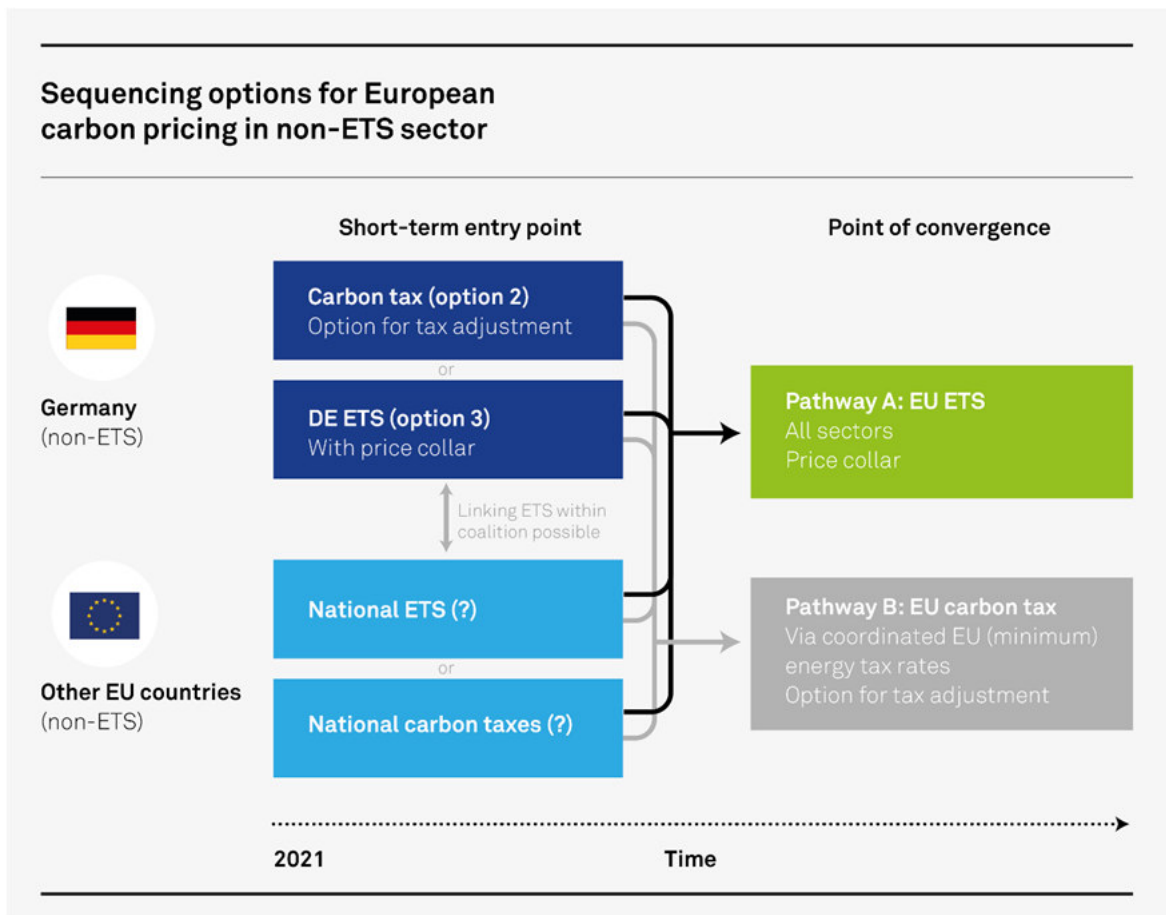 Sequencing options for European
carbon pricing in non-ETS sector
Short-term entry point
Point of convergence
Germany
(non-ETS)
Carbon tax (option 2)
Option for tax adjustment
or
DE ETS (option 3)
With price collar
Linking ETS within
coalition possible
Other EU countries
(non-ETS)
National ETS (?)
or
National carbon taxes (?)
Pathway A: EU ETS
All sectors
Price collar
Pathway B: EU carbon tax
Via coordinated EU (minimum)
energy tax rates
Option for tax adjustment
2021
Time